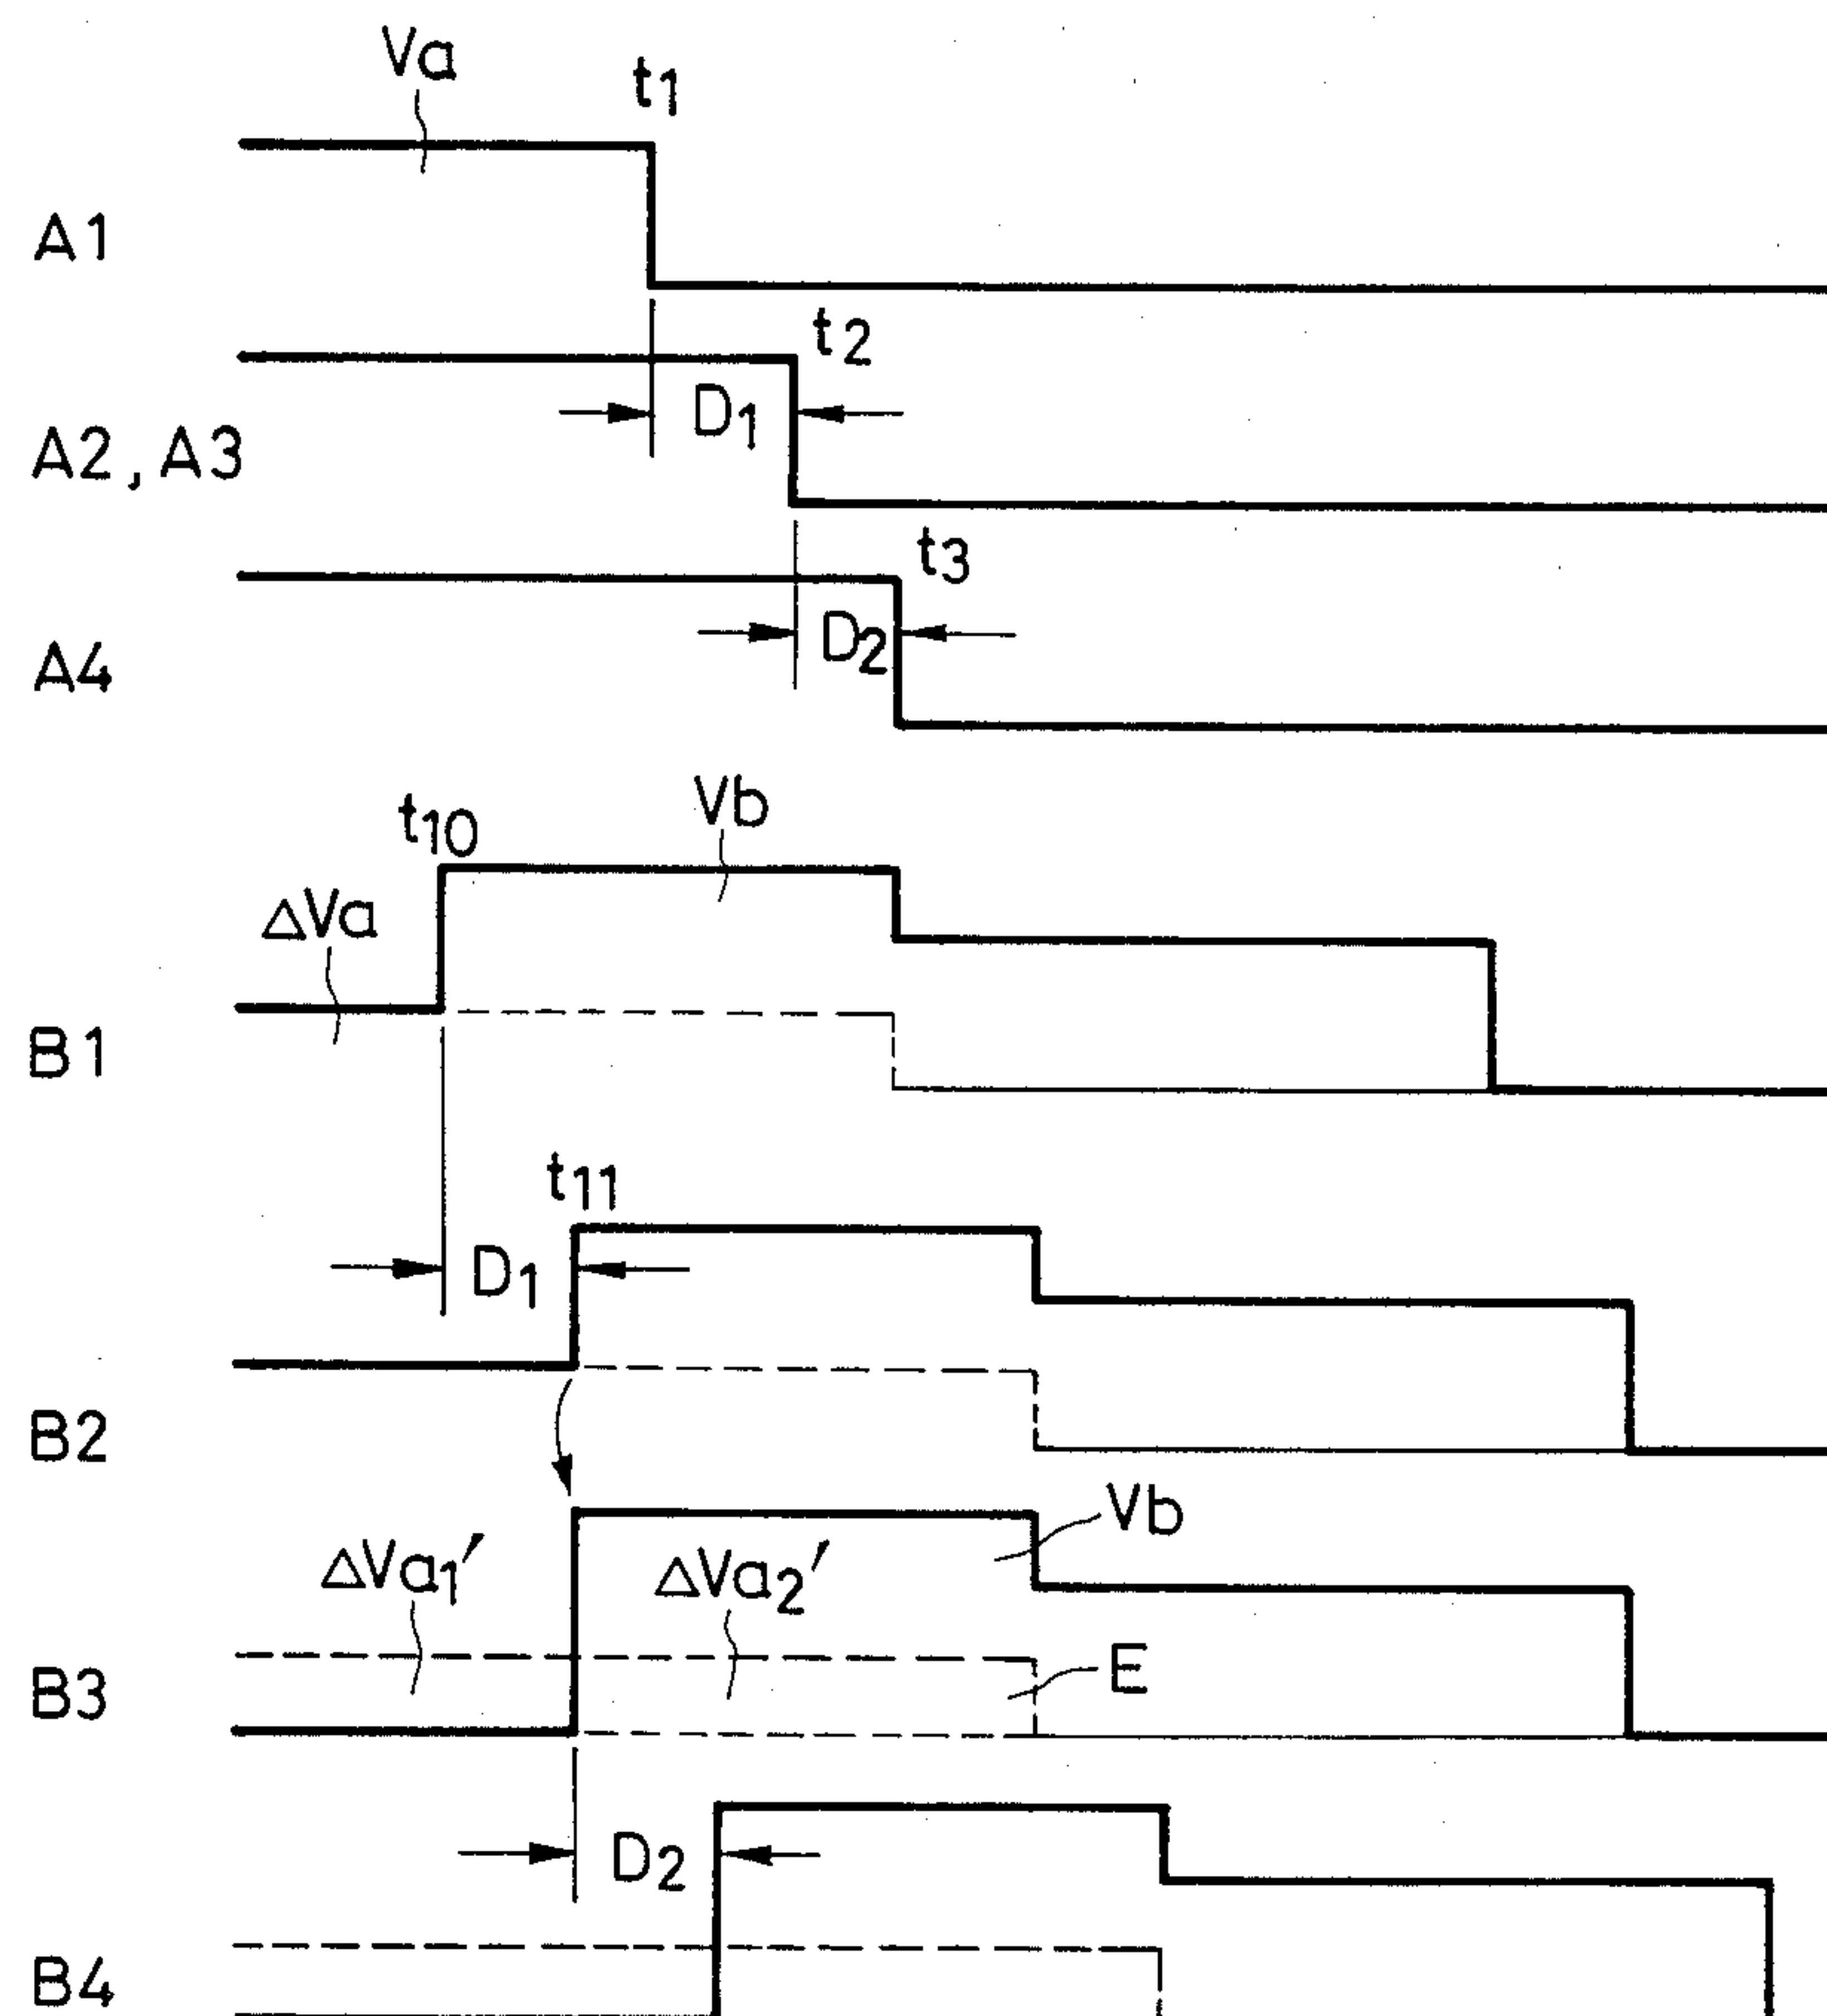 Va
t1
A1
t2
D1
A2, A3
t3
D2
A4
t10
Vb
ΔVa
B1
t11
D1
B2
Vb
ΔVa1′
ΔVa2′
E
B3
D2
B4